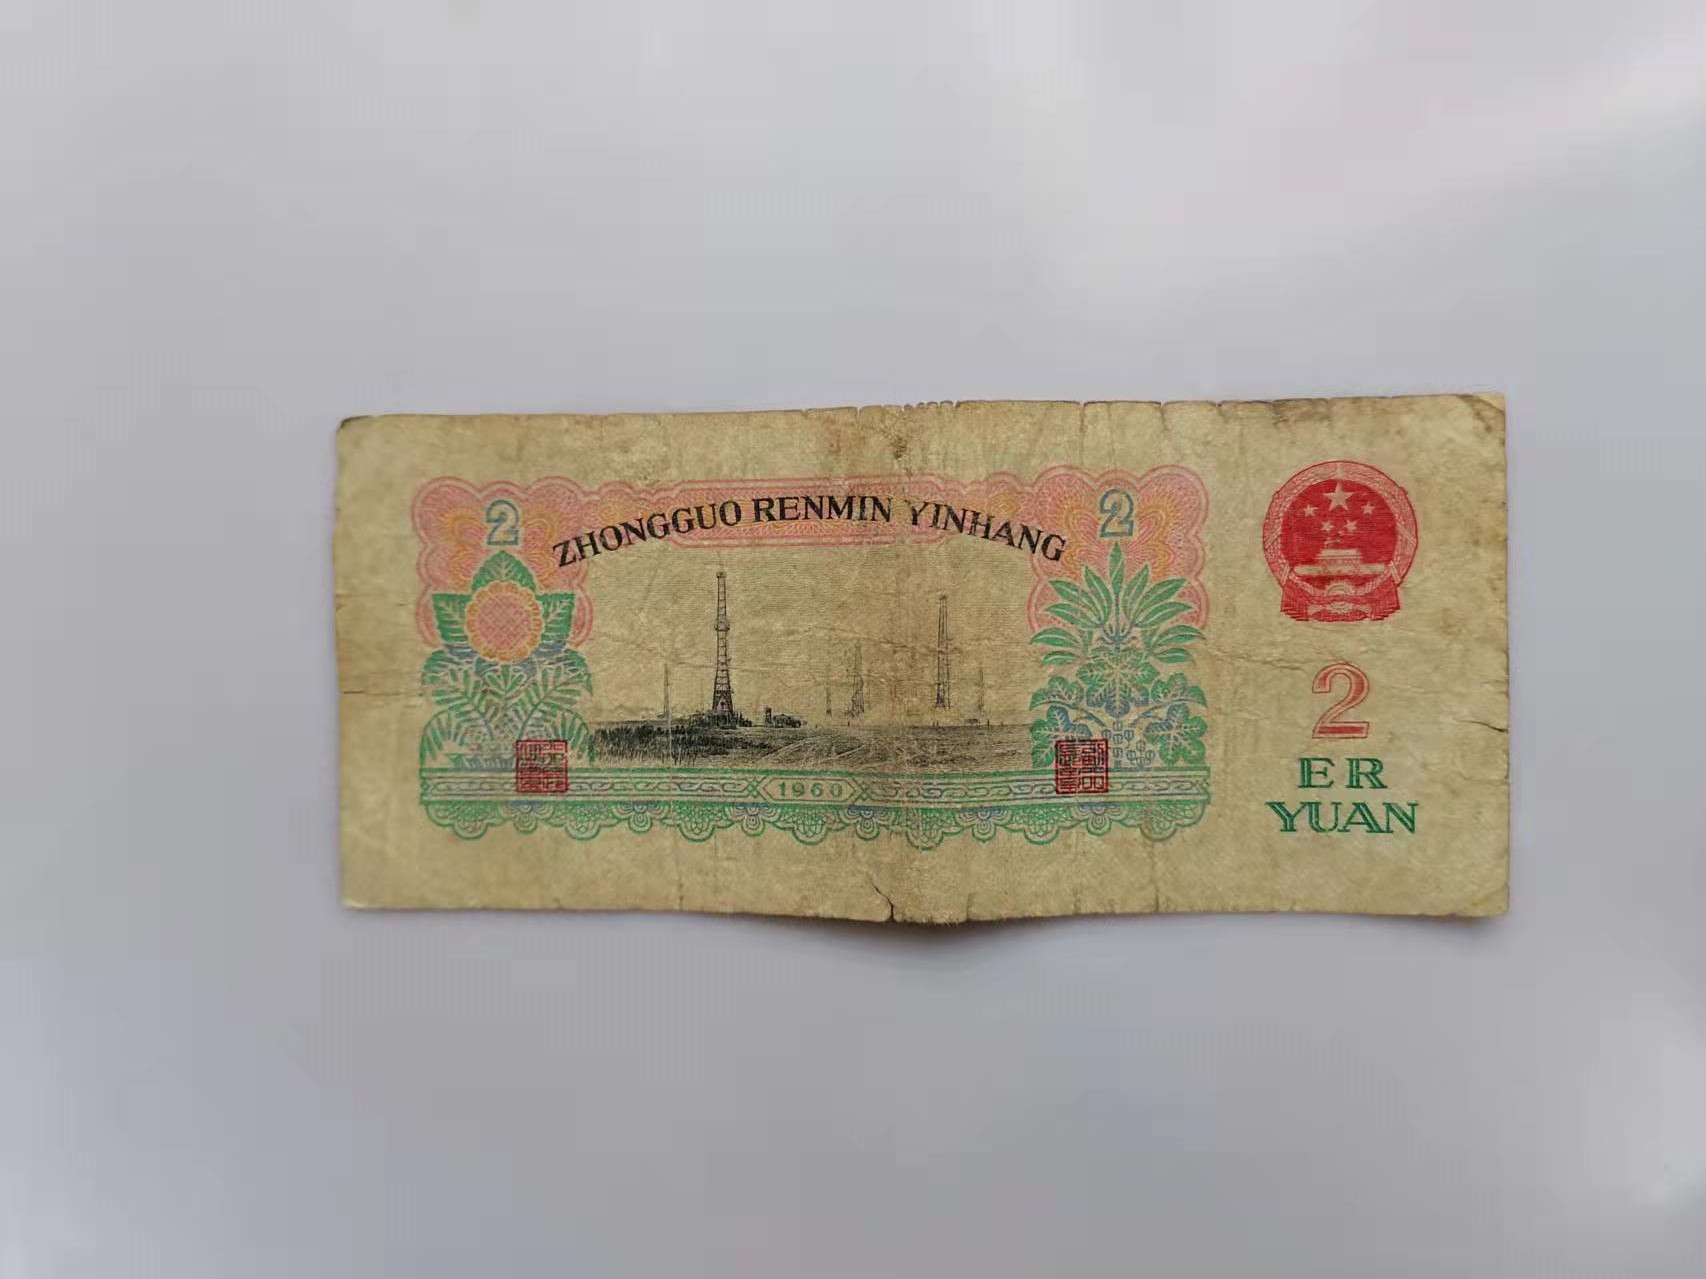 2
ZHONGGUO RENMIN YINHANG
2
2
ER
YUAN
1960